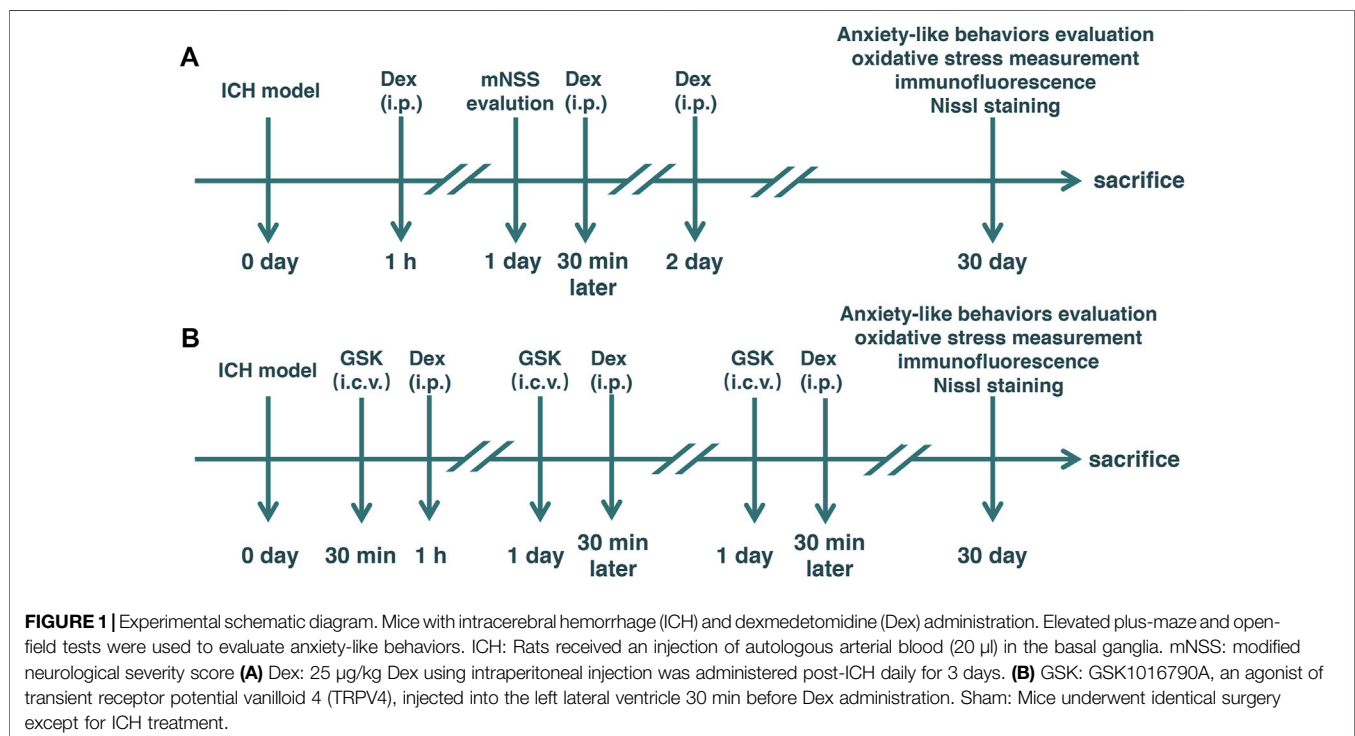 A
ICH model
Dex
(i.p.)
mNSS
evalution
Dex
(i.p.)
Dex
(i.p.)
Anxiety-like behaviors evaluation
oxidative stress measurement
immunofluorescence
Nissl staining
sacrifice
0 day
1 h
1 day
30 min
later
2 day
30 day
B
ICH model
GSK
(i.c.v.)
Dex
(i.p.)
GSK
(i.c.v.)
Dex
(i.p.)
GSK
(i.c.v.)
Dex
(i.p.)
Anxiety-like behaviors evaluation
oxidative stress measurement
immunofluorescence
Nissl staining
sacrifice
0 day
30 min
1 h
1 day
30 min
later
1 day
30 min
later
30 day
FIGURE 1 | Experimental schematic diagram. Mice with intracerebral hemorrhage (ICH) and dexmedetomidine (Dex) administration. Elevated plus-maze and open-
field tests were used to evaluate anxiety-like behaviors. ICH: Rats received an injection of autologous arterial blood (20 µl) in the basal ganglia. mNSS: modified
neurological severity score (A) Dex: 25 µg/kg Dex using intraperitoneal injection was administered post-ICH daily for 3 days. (B) GSK: GSK1016790A, an agonist of
transient receptor potential vanilloid 4 (TRPV4), injected into the left lateral ventricle 30 min before Dex administration. Sham: Mice underwent identical surgery
except for ICH treatment.